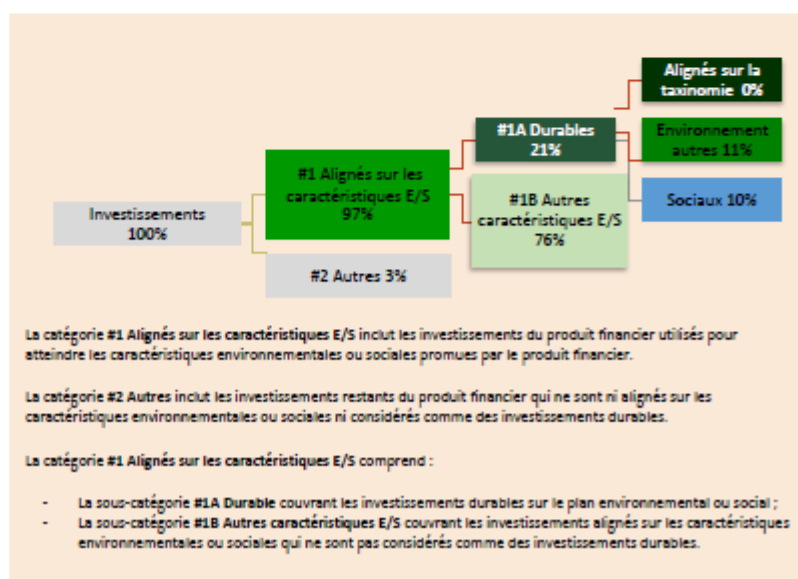 Alignés sur la
taxinomie 0%
#1A Durables
21%
Environnement
autres 11%
#1 Alignés sur les
caractéristiques E/S
97%
Investissements
100%
#1B Autres
caractéristiques E/S
76%
Sociaux 10%
#2 Autres 3%
La catégorie #1 Alignés sur les caractéristiques E/S inclut les investissements du produit financier utilisés pour
atteindre les caractéristiques environnementales ou sociales promues par le produit financier.
La catégorie #2 Autres inclut les investissements restants du produit financier qui ne sont ni alignés sur les
caractéristiques environnementales ou sociales ni considérés comme des investissements durables.
La catégorie #1 Alignés sur les caractéristiques E/S comprend :
- La sous-catégorie #1A Durable couvrant les investissements durables sur le plan environnemental ou social ;
- La sous-catégorie #1B Autres caractéristiques E/S couvrant les investissements alignés sur les caractéristiques
environnementales ou sociales qui ne sont pas considérés comme des investissements durables.